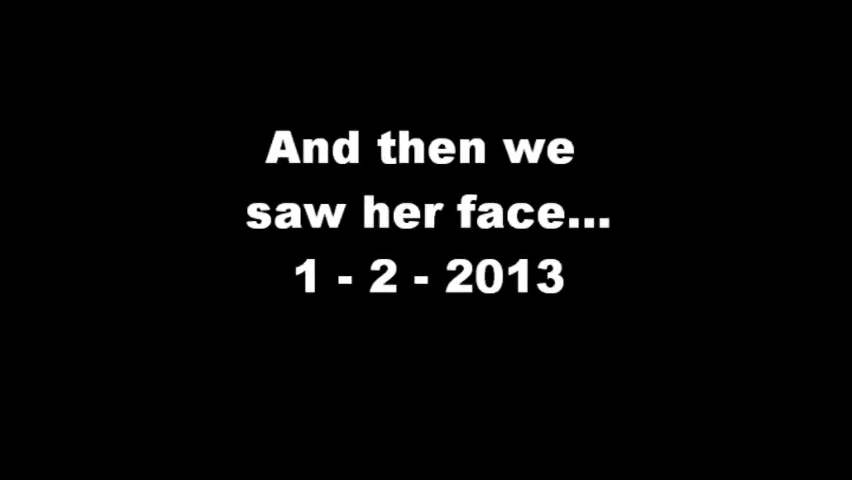 And then we
saw her face...
1 - 2 - 2013